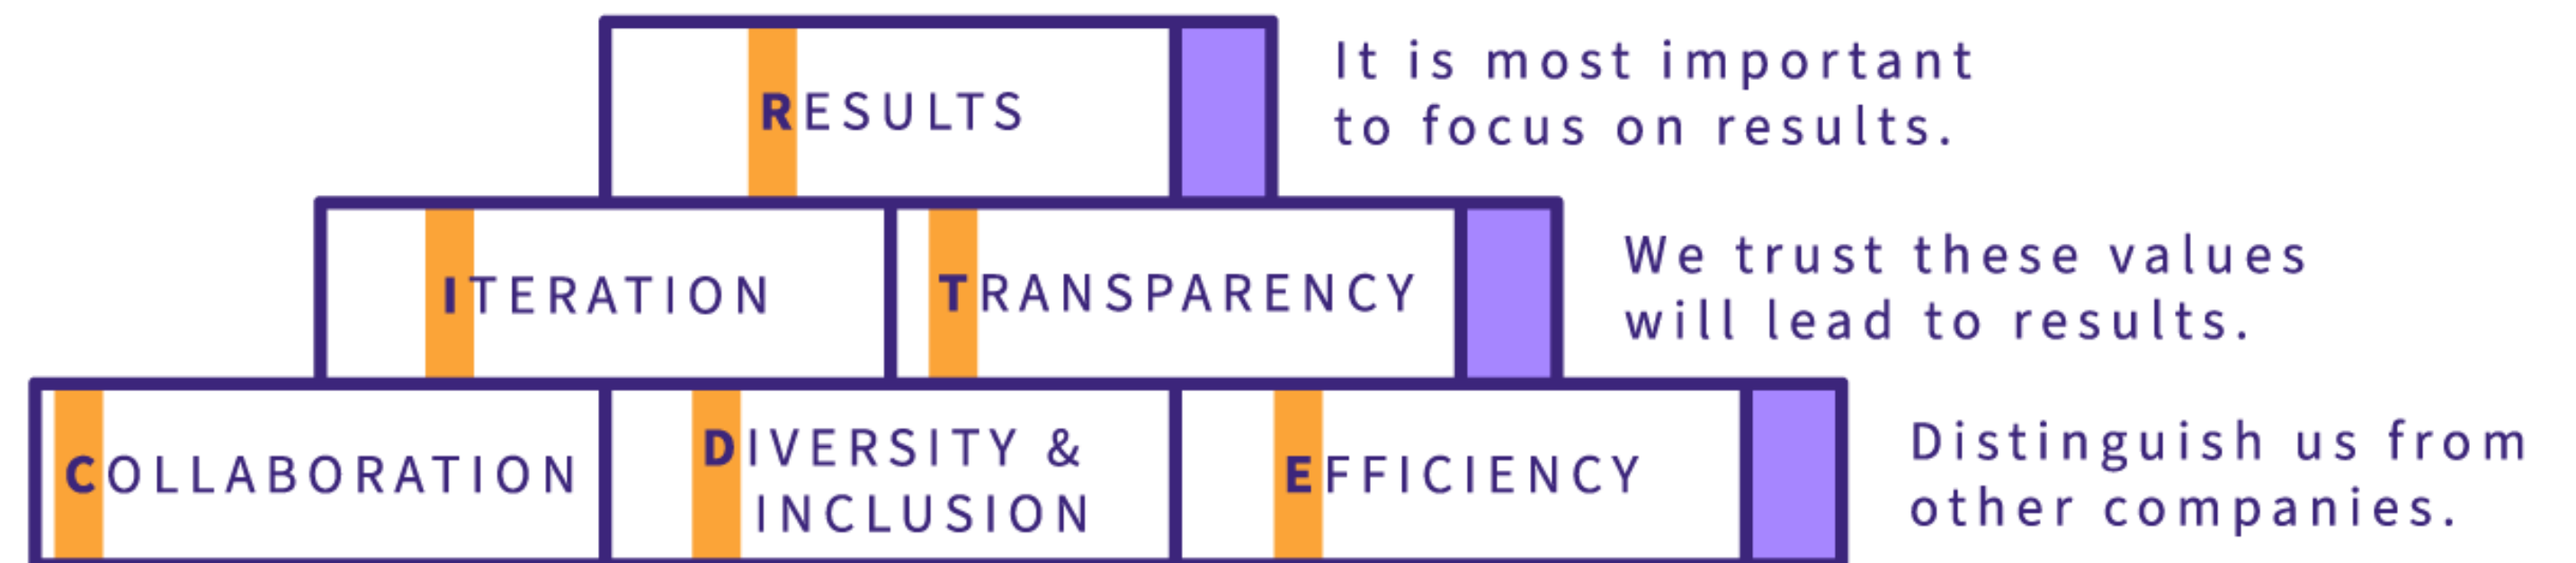 RESULTS
It is most important
to focus on results.
ITERATION
TRANSPARENCY
We trust these values
will lead to results.
COLLABORATION
DIVERSITY &
INCLUSION
EFFICIENCY
Distinguish us from
other companies.